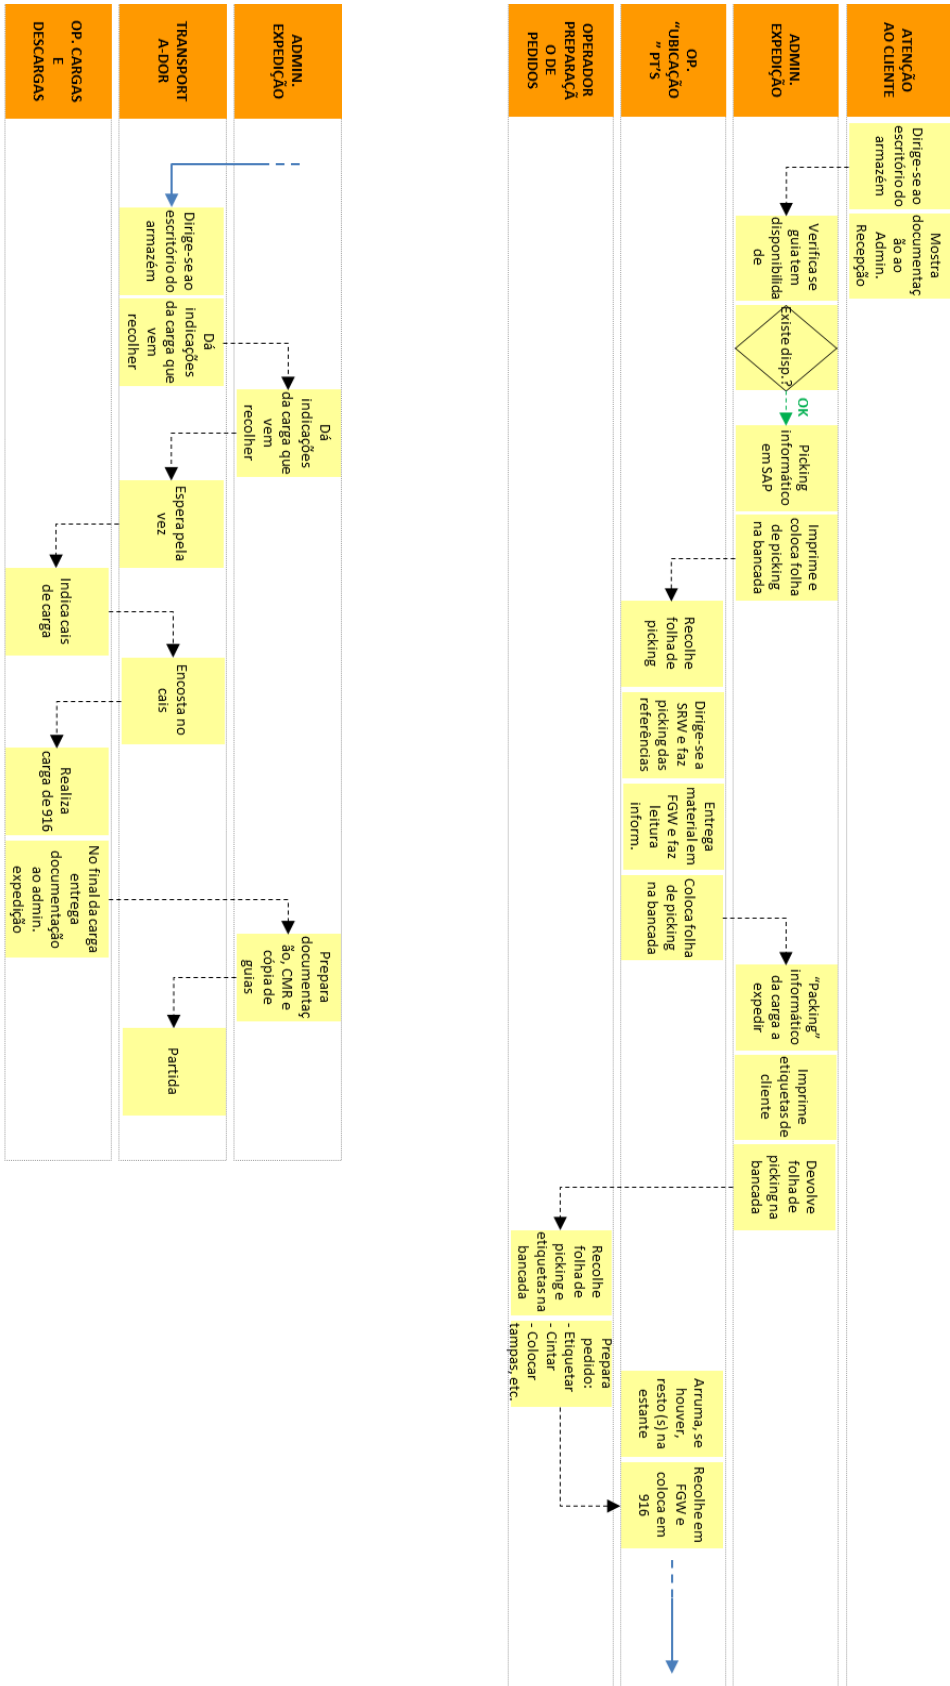 ATENÇÃO
AO CLIENTE
Dirige-se ao
escritório do
armazém
Mostra
documentaç
ão ao
Admin.
Recepção
ADMIN.
EXPEDIÇÃO
Verifica se
guia tem
disponibilida
de
Existe disp.?
OK
Picking
informático
em SAP
Imprime e
coloca folha
de picking
na bancada
"Packing"
informático
da carga a
expedir
Imprime
etiquetas de
cliente
Devolve
folha de
picking na
bancada
OP.
"UBICAÇÃO
" PT'S
Recolhe
folha de
picking
Dirige-se a
SRW e faz
picking das
referências
Entrega
material em
FGW e faz
leitura
inform.
Coloca folha
de picking
na bancada
Arruma, se
houver,
resto (s) na
estante
Recolhe em
FGW e
coloca em
916
OPERADOR
PREPARAÇÃ
O DE
PEDIDOS
Recolhe
folha de
picking e
etiquetas na
bancada
Prepara
pedido:
- Etiquetar
- Cintar
- Colocar
tampas, etc.
ADMIN.
EXPEDIÇÃO
Dá
indicações
da carga que
vem
recolher
Prepara
documentaç
ão, CMR e
cópia de
guias
TRANSPORT
A-DOR
Dirige-se ao
escritório do
armazém
Dá
indicações
da carga que
vem
recolher
Espera pela
vez
Encosta no
cais
Partida
OP. CARGAS
E
DESCARGAS
Indica cais
de carga
Realiza
carga de 916
No final da carga
entrega
documentação
ao admin.
expedição